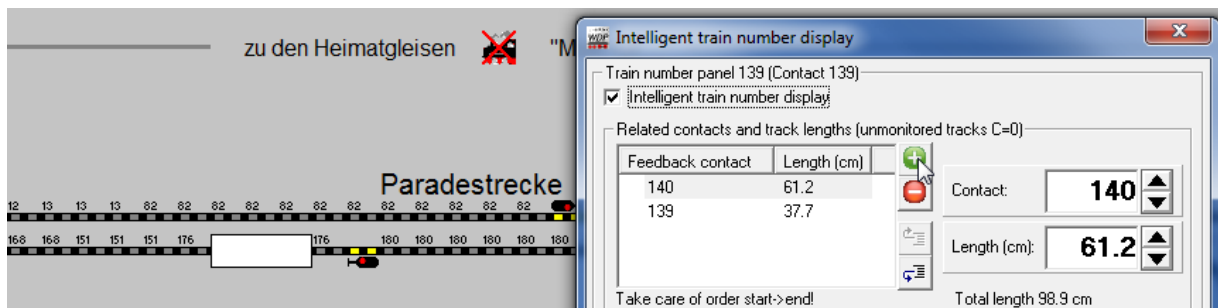 zu den Heimatgleisen "M
Paradestrecke
12 13 13 13 82 82 82 82 82 82 82 82 82 82 82 82
168 168 151 151 151 176 176 180 180 180 180 180 180
WDP Intelligent train number display
Train number panel 139 (Contact 139)
Intelligent train number display
Related contacts and track lengths (unmonitored tracks C=0)
Feedback contact Length (cm)
140 61.2
139 37.7
Contact: 140
Length (cm): 61.2
Take care of order start->end! Total length 98.9 cm